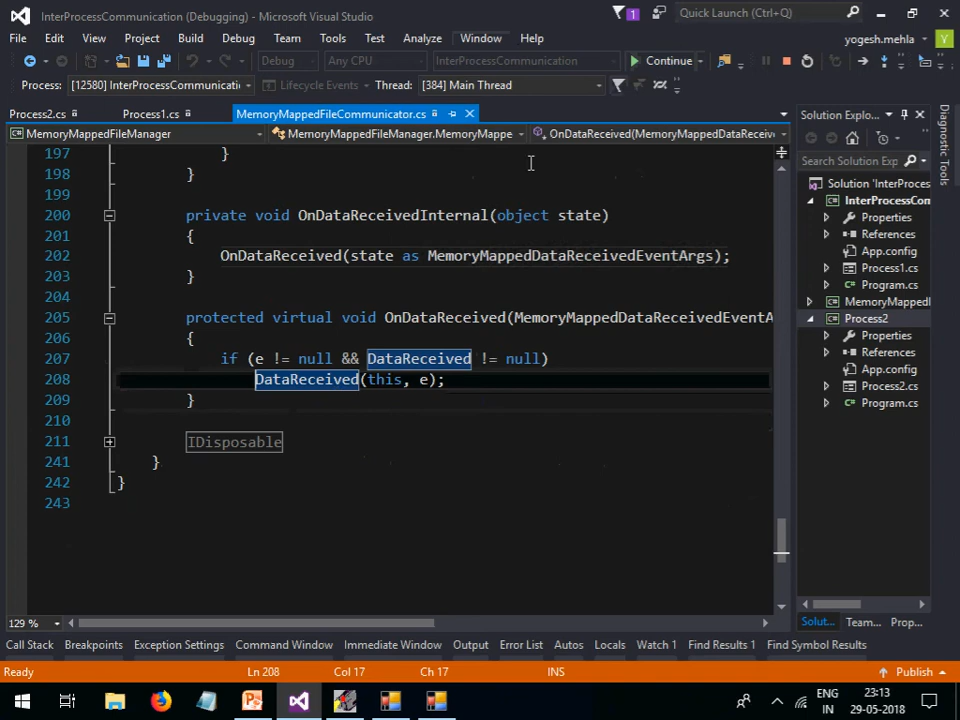 InterProcessCommunication (Debugging) - Microsoft Visual Studio
1
Quick Launch (Ctrl+Q)
File Edit View Project Build Debug Team Tools Test Analyze Window Help
yogesh.mehla Y
Debug Any CPU InterProcessCommunication Continue
Process: [12580] InterProcessCommunicati Lifecycle Events Thread: [384] Main Thread
Process2.cs Process1.cs MemoryMappedFileCommunicator.cs
MemoryMappedFileManager MemoryMappedFileManager.MemoryMappe OnDataReceived(MemoryMappedDataReceiv
197 }
198 }
199
200 private void OnDataReceivedInternal(object state)
201 {
202 OnDataReceived(state as MemoryMappedDataReceivedEventArgs);
203 }
204
205 protected virtual void OnDataReceived(MemoryMappedDataReceivedEventA
206 {
207 if (e != null && DataReceived != null)
208 DataReceived(this, e);
209 }
210
211 IDisposable
241 }
242 }
243
129 %
Solution Explo...
Search Solution Exp
Solution 'InterProces
InterProcessCom
Properties
References
App.config
Process1.cs
Program.cs
MemoryMappedF
Process2
Properties
References
App.config
Process2.cs
Program.cs
Solut... Team... Prop...
Diagnostic Tools
Call Stack Breakpoints Exception Settings Command Window Immediate Window Output Error List Autos Locals Watch 1 Find Results 1 Find Symbol Results
Ready Ln 208 Col 17 Ch 17 INS Publish
ENG
IN
23:13
29-05-2018